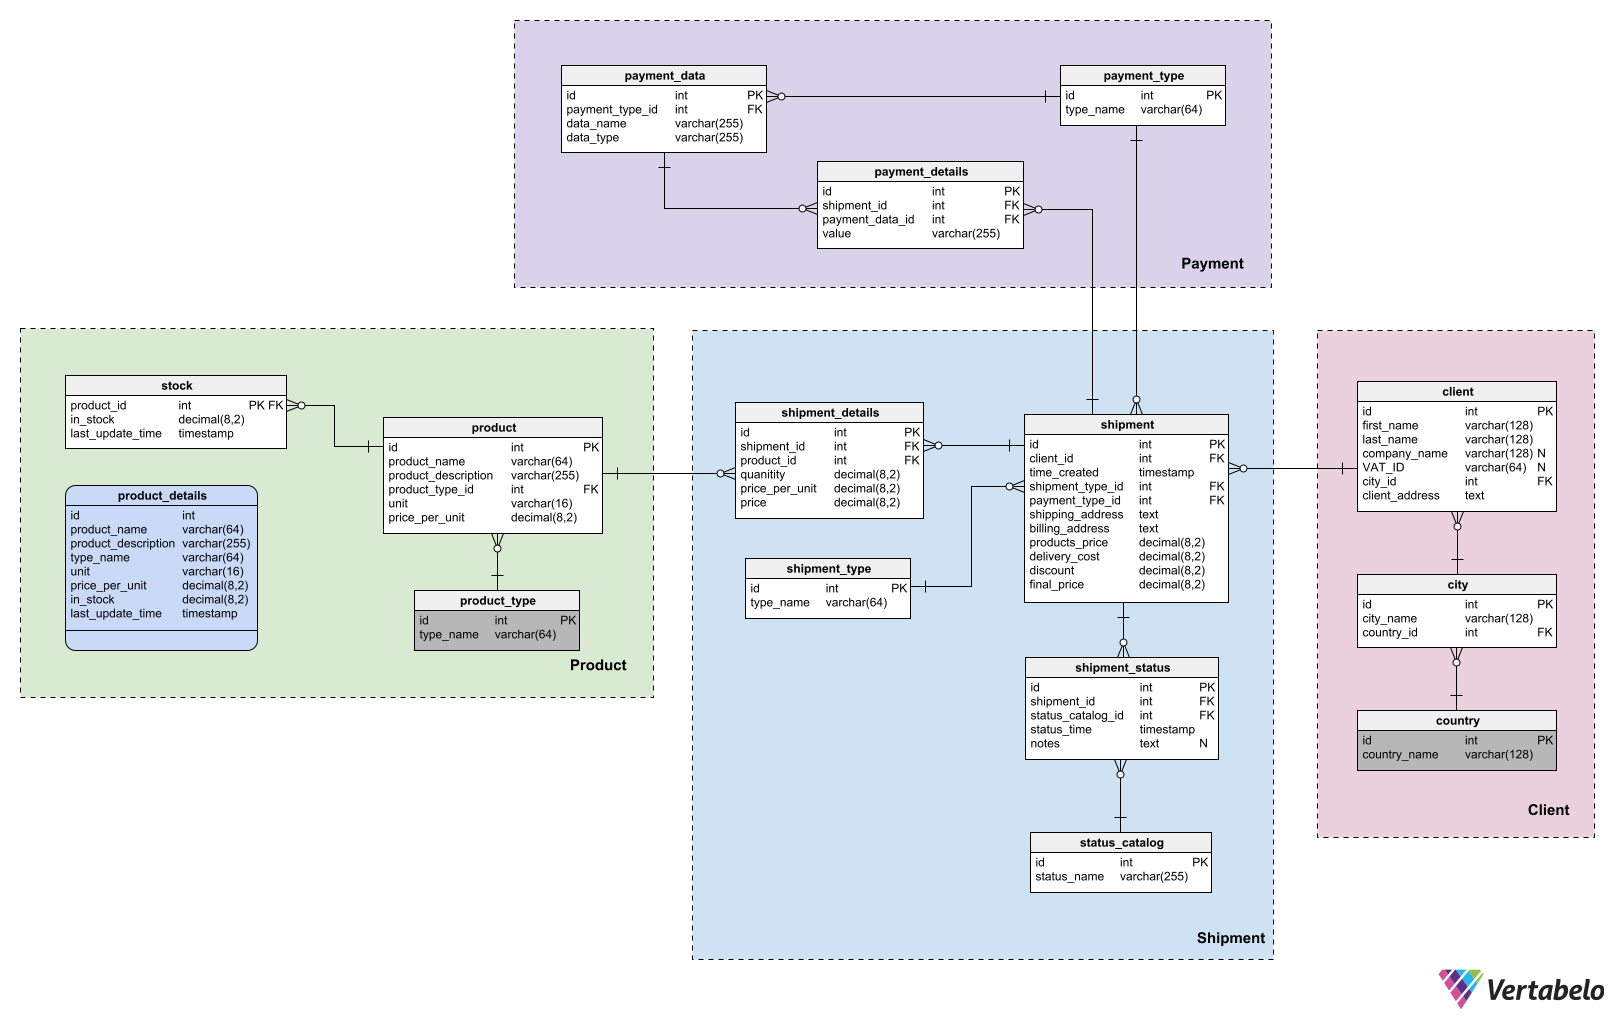 payment_data
id int PK
payment_type_id int FK
data_name varchar(255)
data_type varchar(255)
payment_type
id int PK
type_name varchar(64)
payment_details
id int PK
shipment_id int FK
payment_data_id int FK
value varchar(255)
Payment
stock
product_id int PK FK
in_stock decimal(8,2)
last_update_time timestamp
product
id int PK
product_name varchar(64)
product_description varchar(255)
product_type_id int FK
unit varchar(16)
price_per_unit decimal(8,2)
product_details
id int
product_name varchar(64)
product_description varchar(255)
type_name varchar(64)
unit varchar(16)
price_per_unit decimal(8,2)
in_stock decimal(8,2)
last_update_time timestamp
product_type
id int PK
type_name varchar(64)
Product
shipment_details
id int PK
shipment_id int FK
product_id int FK
quanitity decimal(8,2)
price_per_unit decimal(8,2)
price decimal(8,2)
shipment
id int PK
client_id int FK
time_created timestamp
shipment_type_id int FK
payment_type_id int FK
shipping_address text
billing_address text
products_price decimal(8,2)
delivery_cost decimal(8,2)
discount decimal(8,2)
final_price decimal(8,2)
shipment_type
id int PK
type_name varchar(64)
shipment_status
id int PK
shipment_id int FK
status_catalog_id int FK
status_time timestamp
notes text N
status_catalog
id int PK
status_name varchar(255)
Shipment
client
id int PK
first_name varchar(128)
last_name varchar(128)
company_name varchar(128) N
VAT_ID varchar(64) N
city_id int FK
client_address text
city
id int PK
city_name varchar(128)
country_id int FK
country
id int PK
country_name varchar(128)
Client
Vertabelo